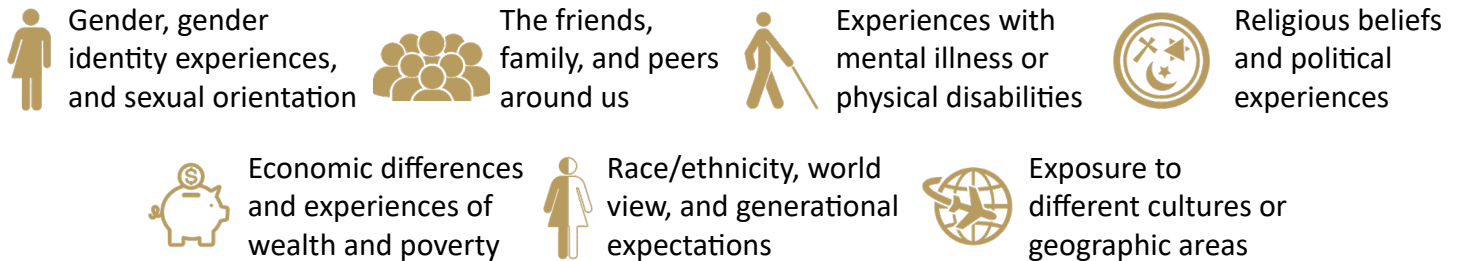 Gender, gender
identity experiences,
and sexual orientation
The friends,
family, and peers
around us
Experiences with
mental illness or
physical disabilities
Religious beliefs
and political
experiences
$
Economic differences
and experiences of
wealth and poverty
Race/ethnicity, world
view, and generational
expectations
Exposure to
different cultures or
geographic areas